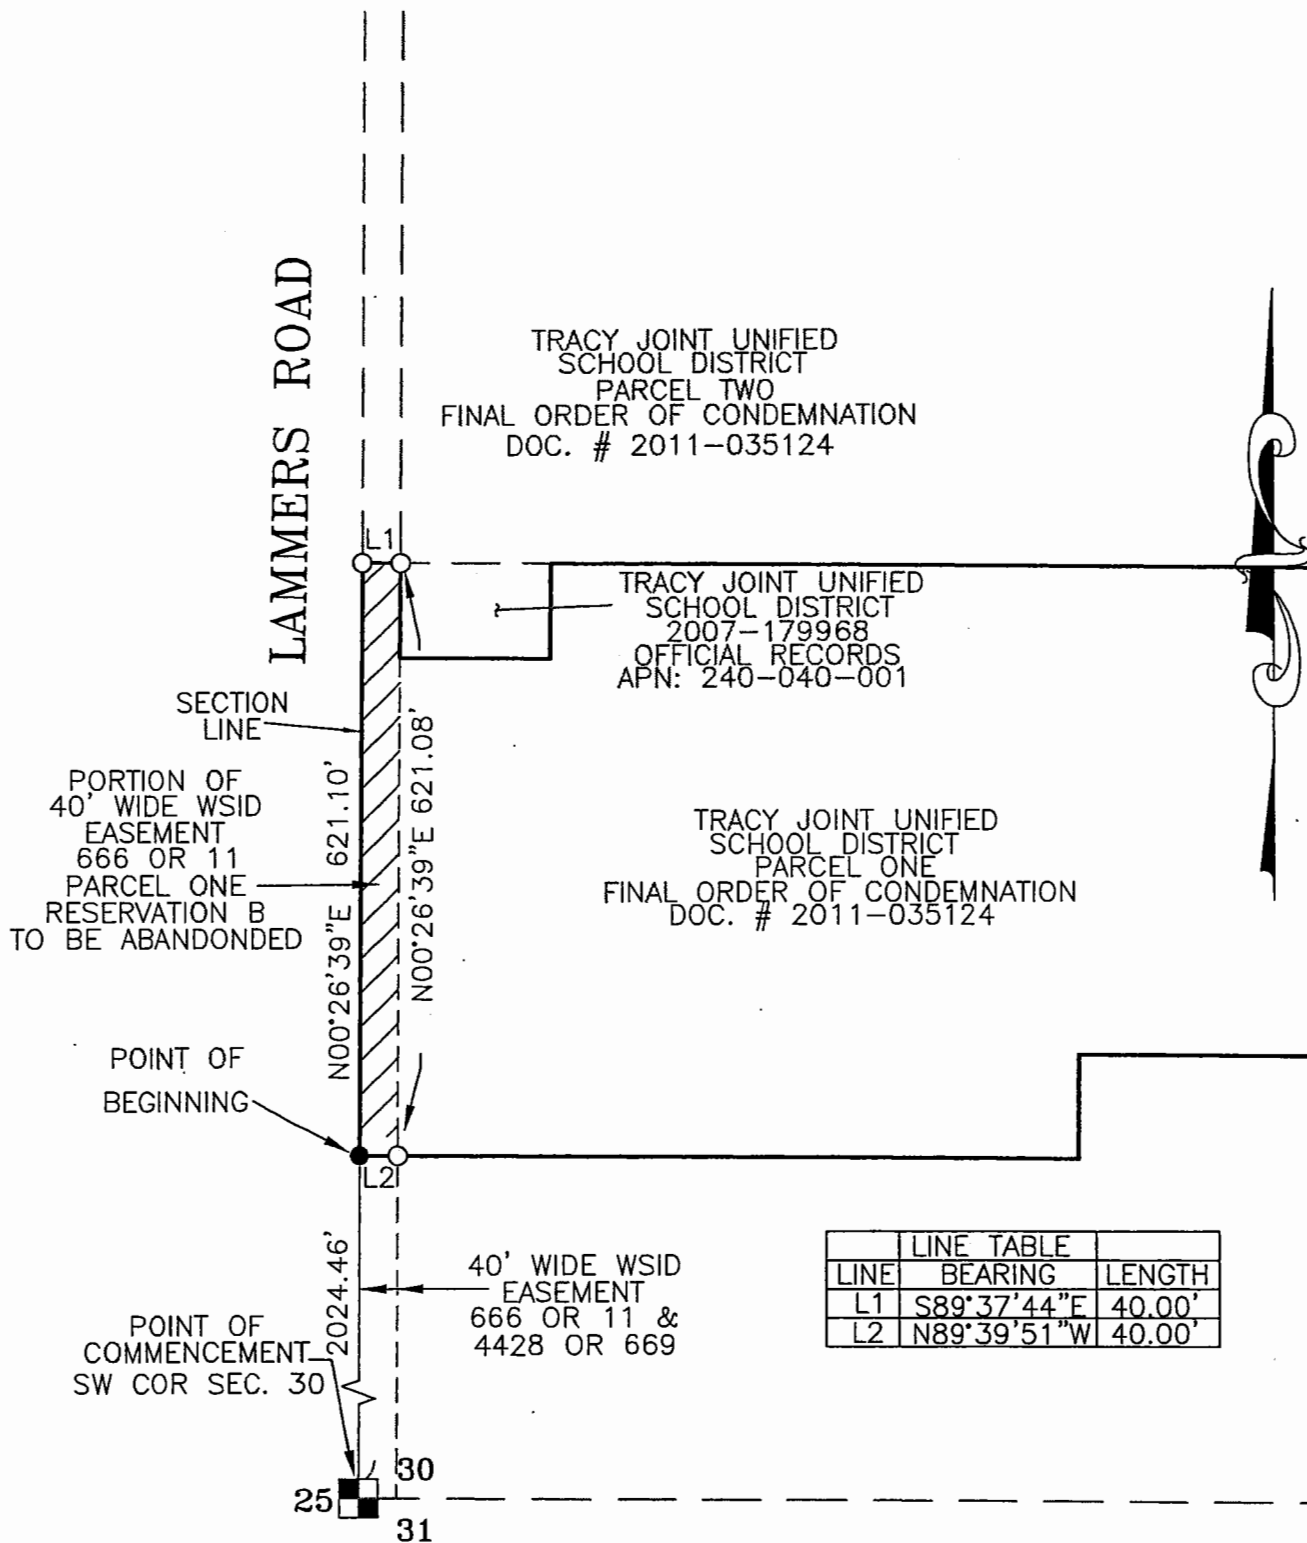 LAMMERS ROAD
TRACY JOINT UNIFIED
SCHOOL DISTRICT
PARCEL TWO
FINAL ORDER OF CONDEMNATION
DOC. # 2011-035124
L1
TRACY JOINT UNIFIED
SCHOOL DISTRICT
2007-179968
OFFICIAL RECORDS
APN: 240-040-001
SECTION
LINE
PORTION OF
40' WIDE WSID
EASEMENT
666 OR 11
PARCEL ONE
RESERVATION B
TO BE ABANDONDED
N00°26'39"E 621.10'
N00°26'39"E 621.08'
TRACY JOINT UNIFIED
SCHOOL DISTRICT
PARCEL ONE
FINAL ORDER OF CONDEMNATION
DOC. # 2011-035124
POINT OF
BEGINNING
L2
2024.46'
40' WIDE WSID
EASEMENT
666 OR 11 &
4428 OR 669
POINT OF
COMMENCEMENT
SW COR SEC. 30
LINE TABLE
LINE BEARING LENGTH
L1 S89°37'44"E 40.00'
L2 N89°39'51"W 40.00'
30
25
31